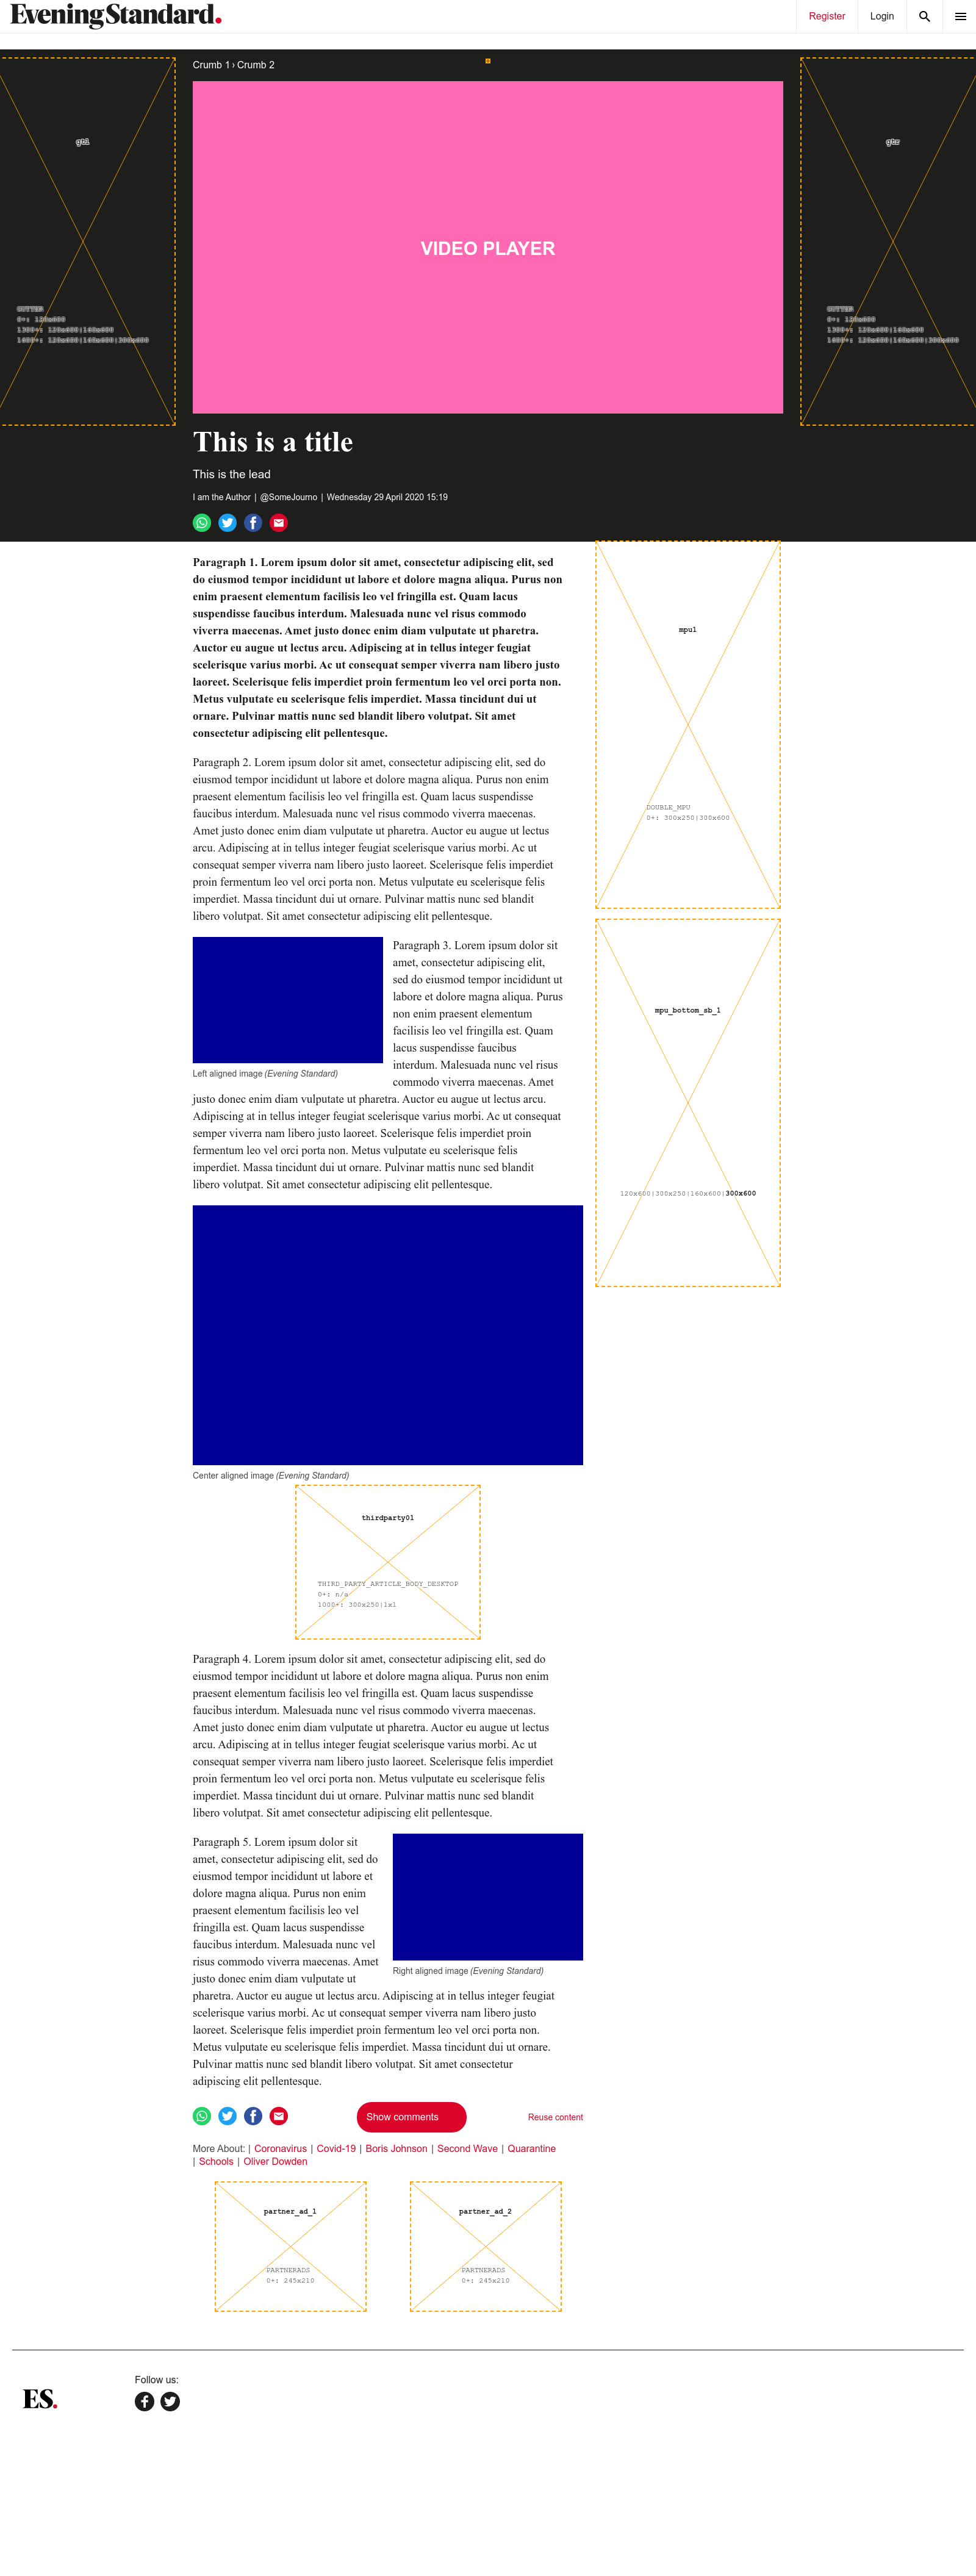 Evening Standard.
Register
Login
Crumb 1 › Crumb 2
gtl
gtr
VIDEO PLAYER
GUTTER
0+: 120x600
1300+: 120x600|160x600
1400+: 120x600|160x600|300x600
GUTTER
0+: 120x600
1300+: 120x600|160x600
1400+: 120x600|160x600|300x600
This is a title
This is the lead
I am the Author | @SomeJourno | Wednesday 29 April 2020 15:19
Paragraph 1. Lorem ipsum dolor sit amet, consectetur adipiscing elit, sed
do eiusmod tempor incididunt ut labore et dolore magna aliqua. Purus non
enim praesent elementum facilisis leo vel fringilla est. Quam lacus
suspendisse faucibus interdum. Malesuada nunc vel risus commodo
viverra maecenas. Amet justo donec enim diam vulputate ut pharetra.
Auctor eu augue ut lectus arcu. Adipiscing at in tellus integer feugiat
scelerisque varius morbi. Ac ut consequat semper viverra nam libero justo
laoreet. Scelerisque felis imperdiet proin fermentum leo vel orci porta non.
Metus vulputate eu scelerisque felis imperdiet. Massa tincidunt dui ut
ornare. Pulvinar mattis nunc sed blandit libero volutpat. Sit amet
consectetur adipiscing elit pellentesque.
Paragraph 2. Lorem ipsum dolor sit amet, consectetur adipiscing elit, sed do
eiusmod tempor incididunt ut labore et dolore magna aliqua. Purus non enim
praesent elementum facilisis leo vel fringilla est. Quam lacus suspendisse
faucibus interdum. Malesuada nunc vel risus commodo viverra maecenas.
Amet justo donec enim diam vulputate ut pharetra. Auctor eu augue ut lectus
arcu. Adipiscing at in tellus integer feugiat scelerisque varius morbi. Ac ut
consequat semper viverra nam libero justo laoreet. Scelerisque felis imperdiet
proin fermentum leo vel orci porta non. Metus vulputate eu scelerisque felis
imperdiet. Massa tincidunt dui ut ornare. Pulvinar mattis nunc sed blandit
libero volutpat. Sit amet consectetur adipiscing elit pellentesque.
mpu1
DOUBLE_MPU
0+: 300x250|300x600
Left aligned image (Evening Standard)
Paragraph 3. Lorem ipsum dolor sit
amet, consectetur adipiscing elit,
sed do eiusmod tempor incididunt ut
labore et dolore magna aliqua. Purus
non enim praesent elementum
facilisis leo vel fringilla est. Quam
lacus suspendisse faucibus
interdum. Malesuada nunc vel risus
commodo viverra maecenas. Amet
justo donec enim diam vulputate ut pharetra. Auctor eu augue ut lectus arcu.
Adipiscing at in tellus integer feugiat scelerisque varius morbi. Ac ut consequat
semper viverra nam libero justo laoreet. Scelerisque felis imperdiet proin
fermentum leo vel orci porta non. Metus vulputate eu scelerisque felis
imperdiet. Massa tincidunt dui ut ornare. Pulvinar mattis nunc sed blandit
libero volutpat. Sit amet consectetur adipiscing elit pellentesque.
mpu_bottom_sb_1
120x600|300x250|160x600|300x600
Center aligned image (Evening Standard)
thirdparty01
THIRD_PARTY_ARTICLE_BODY_DESKTOP
0+: n/a
1000+: 300x250|1x1
Paragraph 4. Lorem ipsum dolor sit amet, consectetur adipiscing elit, sed do
eiusmod tempor incididunt ut labore et dolore magna aliqua. Purus non enim
praesent elementum facilisis leo vel fringilla est. Quam lacus suspendisse
faucibus interdum. Malesuada nunc vel risus commodo viverra maecenas.
Amet justo donec enim diam vulputate ut pharetra. Auctor eu augue ut lectus
arcu. Adipiscing at in tellus integer feugiat scelerisque varius morbi. Ac ut
consequat semper viverra nam libero justo laoreet. Scelerisque felis imperdiet
proin fermentum leo vel orci porta non. Metus vulputate eu scelerisque felis
imperdiet. Massa tincidunt dui ut ornare. Pulvinar mattis nunc sed blandit
libero volutpat. Sit amet consectetur adipiscing elit pellentesque.
Paragraph 5. Lorem ipsum dolor sit
amet, consectetur adipiscing elit, sed do
eiusmod tempor incididunt ut labore et
dolore magna aliqua. Purus non enim
praesent elementum facilisis leo vel
fringilla est. Quam lacus suspendisse
faucibus interdum. Malesuada nunc vel
risus commodo viverra maecenas. Amet
justo donec enim diam vulputate ut
pharetra. Auctor eu augue ut lectus arcu. Adipiscing at in tellus integer feugiat
scelerisque varius morbi. Ac ut consequat semper viverra nam libero justo
laoreet. Scelerisque felis imperdiet proin fermentum leo vel orci porta non.
Metus vulputate eu scelerisque felis imperdiet. Massa tincidunt dui ut ornare.
Pulvinar mattis nunc sed blandit libero volutpat. Sit amet consectetur
adipiscing elit pellentesque.
Right aligned image (Evening Standard)
Show comments
Reuse content
More About: | Coronavirus | Covid-19 | Boris Johnson | Second Wave | Quarantine
| Schools | Oliver Dowden
partner_ad_1
PARTNERADS
0+: 245x210
partner_ad_2
PARTNERADS
0+: 245x210
ES.
Follow us: